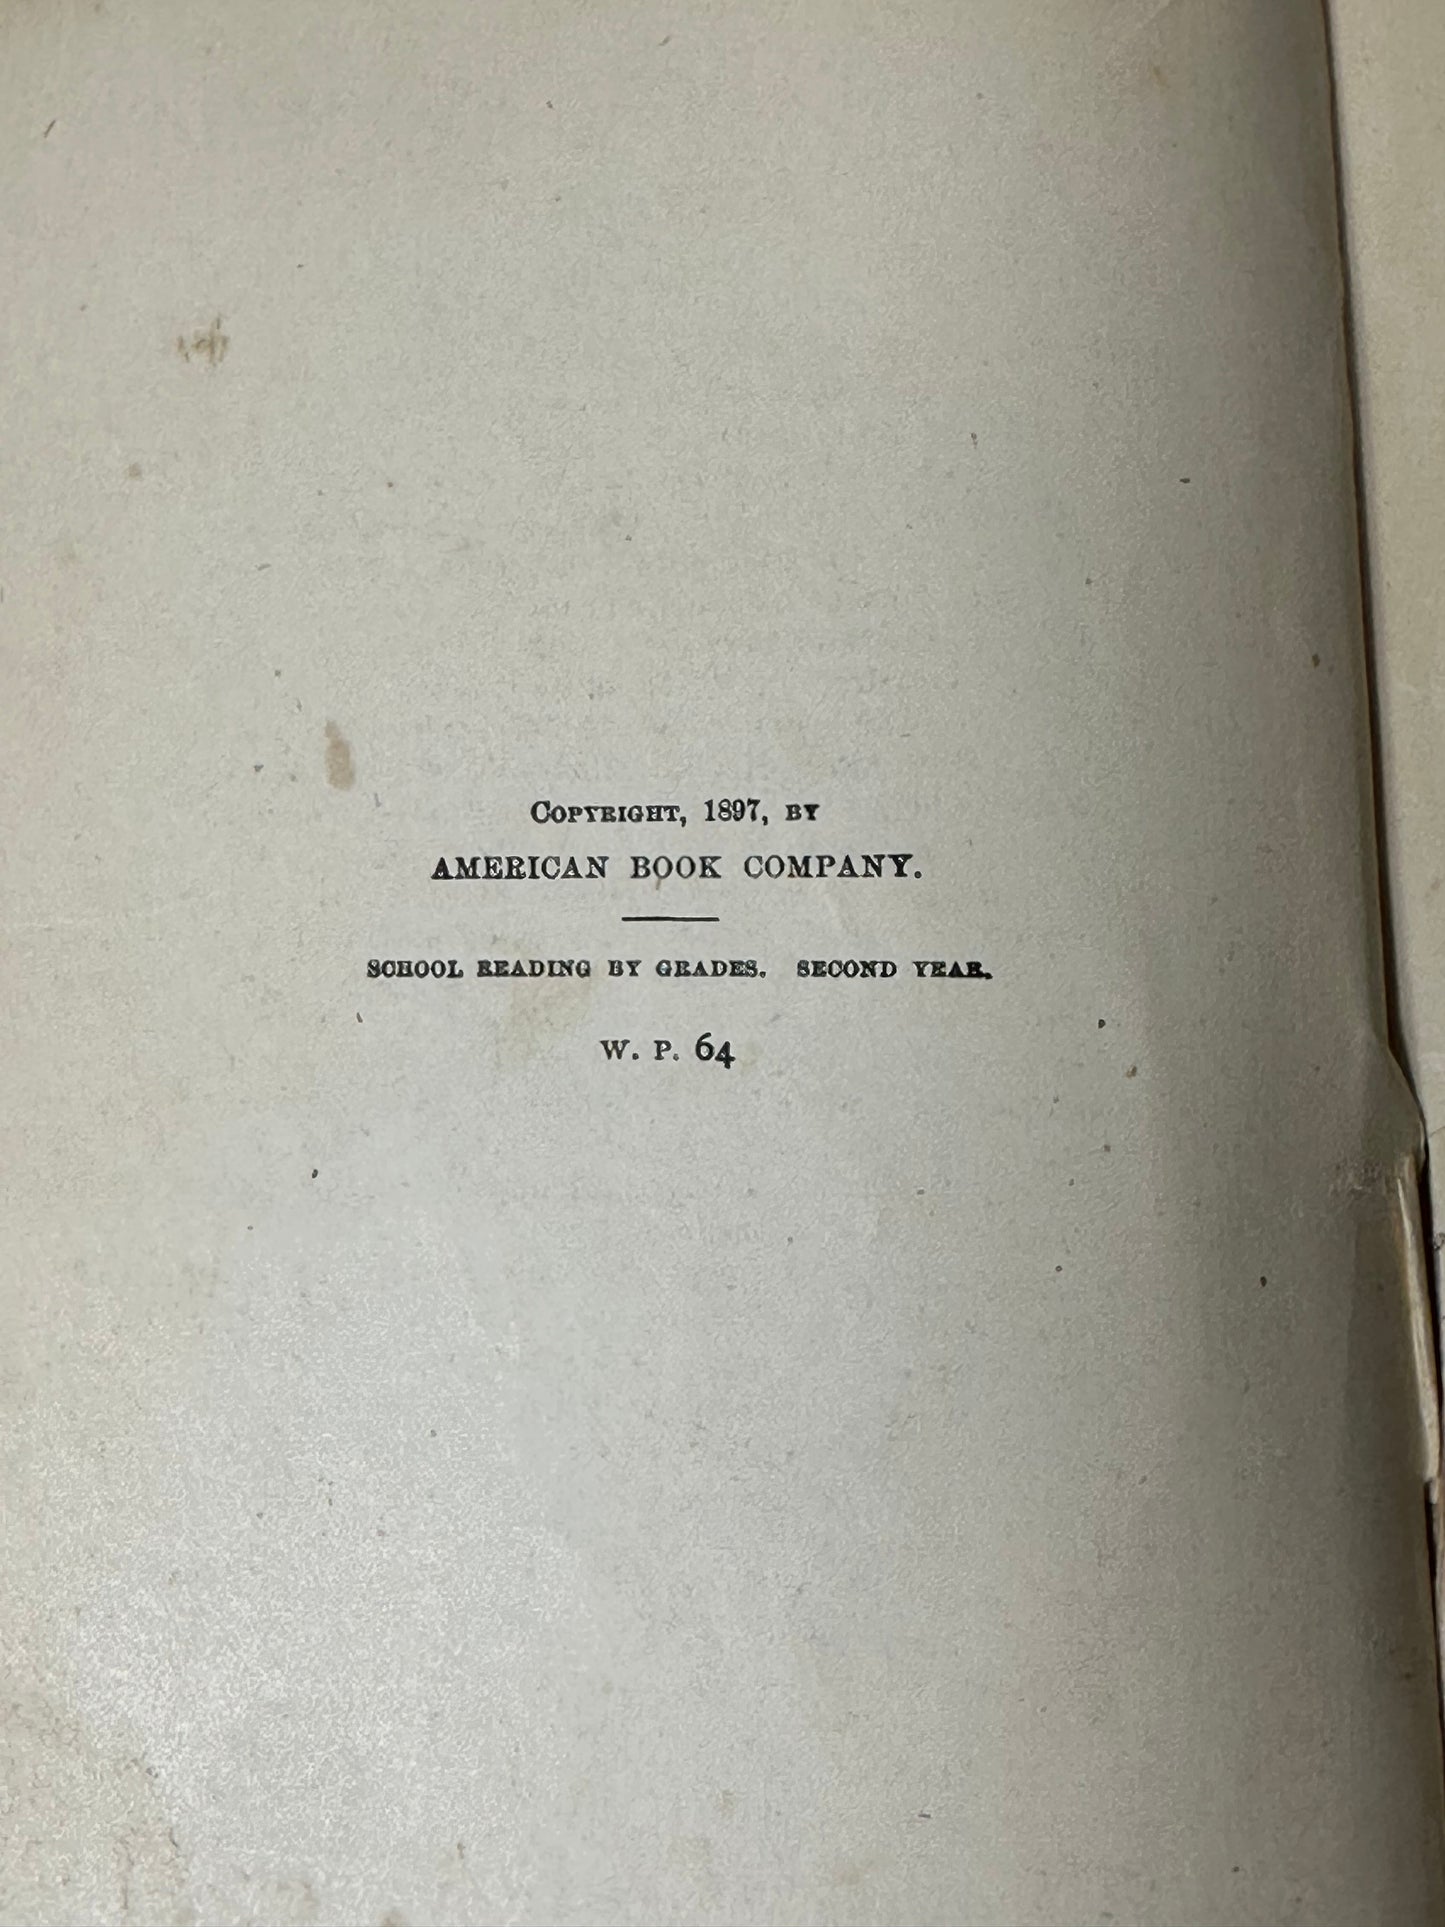 COPYRIGHT, 1897, BY
AMERICAN BOOK COMPANY.
SCHOOL READING BY GRADES. SECOND YEAR.
W. P. 64